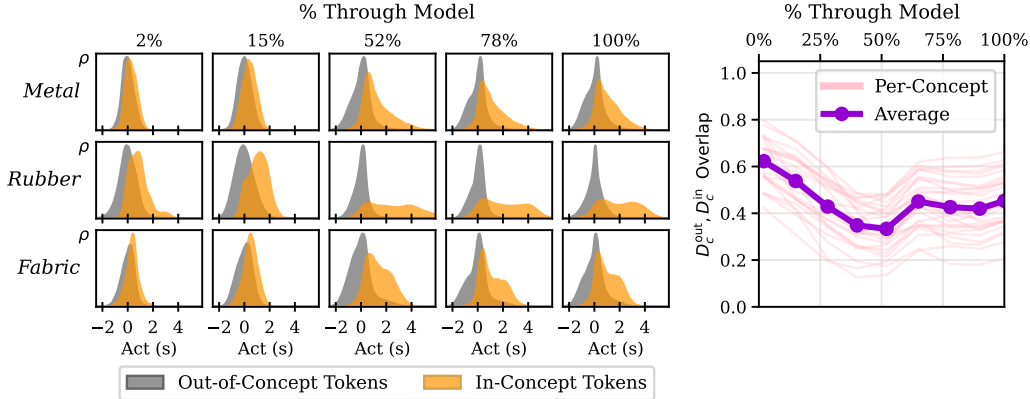 % Through Model
2% 15% 52% 78% 100%
ρ
Metal
ρ
Rubber
ρ
Fabric
−2 0 2 4 −2 0 2 4 −2 0 2 4 −2 0 2 4 −2 0 2 4
Act (s) Act (s) Act (s) Act (s) Act (s)
Out-of-Concept Tokens In-Concept Tokens
% Through Model
0% 25% 50% 75% 100%
1.0
0.8
0.6
0.4
0.2
0.0
D_c^out, D_c^in Overlap
Per-Concept
Average